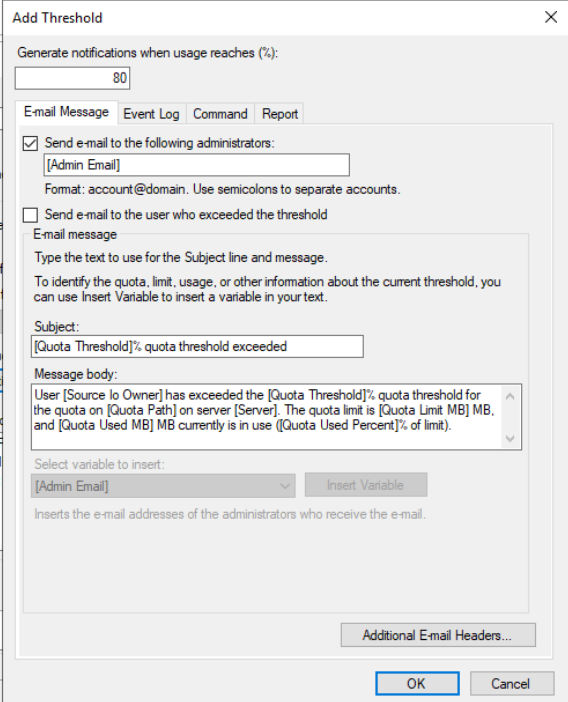 Add Threshold
Generate notifications when usage reaches (%):
80
E-mail Message Event Log Command Report
Send e-mail to the following administrators:
[Admin Email]
Format: account@domain. Use semicolons to separate accounts.
Send e-mail to the user who exceeded the threshold
E-mail message
Type the text to use for the Subject line and message.
To identify the quota, limit, usage, or other information about the current threshold, you
can use Insert Variable to insert a variable in your text.
Subject:
[Quota Threshold]% quota threshold exceeded
Message body:
User [Source Io Owner] has exceeded the [Quota Threshold]% quota threshold for
the quota on [Quota Path] on server [Server]. The quota limit is [Quota Limit MB] MB,
and [Quota Used MB] MB currently is in use ([Quota Used Percent]% of limit).
Select variable to insert:
[Admin Email] Insert Variable
Inserts the e-mail addresses of the administrators who receive the e-mail.
Additional E-mail Headers...
OK Cancel